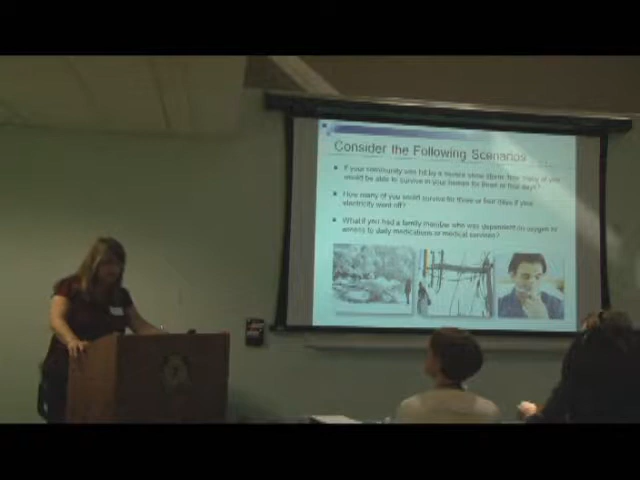 Consider the Following Scenarios
If your community was hit by a severe snow storm, how many of you
would be able to survive in your homes for three or four days?
How many of you would survive for three or four days if your
electricity went off?
What if you had a family member who was dependent on oxygen or
access to daily medications or medical services?